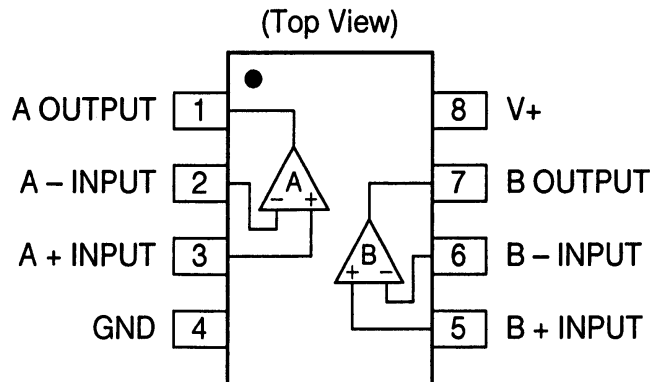 (Top View)
A OUTPUT 1
8 V+
A – INPUT 2
7 B OUTPUT
A + INPUT 3
6 B – INPUT
GND 4
5 B + INPUT
A
– +
B
+ –